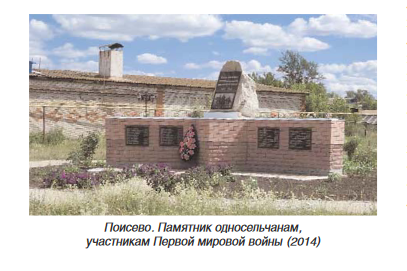 Поисево. Памятник односельчанам,
участникам Первой мировой войны (2014)